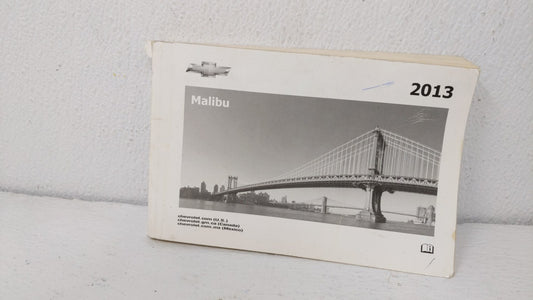 2013
Malibu
chevrolet.com (U.S.)
chevrolet.gm.ca (Canada)
chevrolet.com.mx (Mexico)